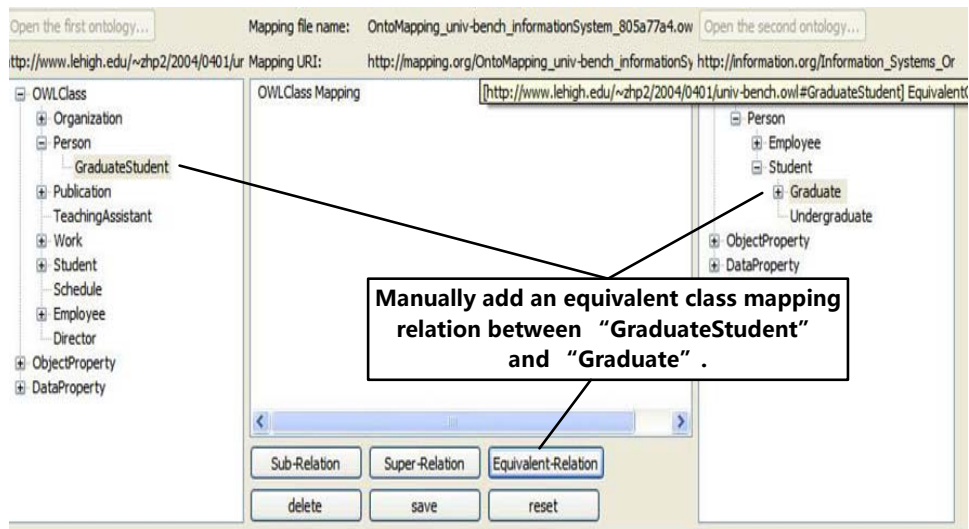 Open the first ontology...
Mapping file name: OntoMapping_univ-bench_informationSystem_805a77a4.ow
Open the second ontology...
ttp://www.lehigh.edu/~zhp2/2004/0401/ur
Mapping URI: http://mapping.org/OntoMapping_univ-bench_informationSy
http://information.org/Information_Systems_Or
OWLClass
Organization
Person
GraduateStudent
Publication
TeachingAssistant
Work
Student
Schedule
Employee
Director
ObjectProperty
DataProperty
OWLClass Mapping
[http://www.lehigh.edu/~zhp2/2004/0401/univ-bench.owl#GraduateStudent] EquivalentC
Person
Employee
Student
Graduate
Undergraduate
ObjectProperty
DataProperty
Manually add an equivalent class mapping
relation between “GraduateStudent”
and “Graduate”.
Sub-Relation
Super-Relation
Equivalent-Relation
delete
save
reset